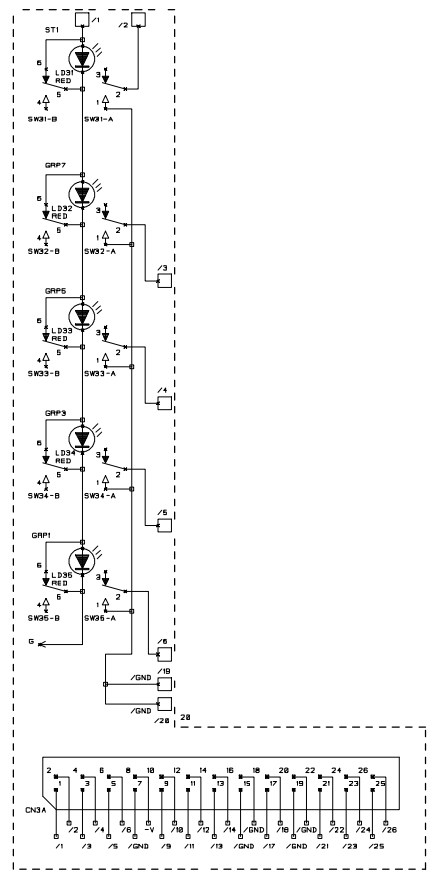 /1
/2
ST1
6
LD31
RED
3
5
2
4
1
SW31-B
SW31-A
GRP7
6
LD32
RED
3
5
2
4
1
SW32-B
SW32-A
/3
GRP5
6
LD33
RED
3
5
2
4
1
SW33-B
SW33-A
/4
GRP3
6
LD34
RED
3
5
2
4
1
SW34-B
SW34-A
/5
GRP1
6
LD35
RED
3
5
2
4
1
SW35-B
SW35-A
G
/6
/GND
/19
/GND
/20
20
2 4 6 8 10 12 14 16 18 20 22 24 26
1 3 5 7 9 11 13 15 17 19 21 23 25
CN3A
/2 /4 /6 -V /10 /12 /14 /GND /18 /GND /22 /24 /26
/1 /3 /5 /GND /9 /11 /13 /GND /17 /GND /21 /23 /25